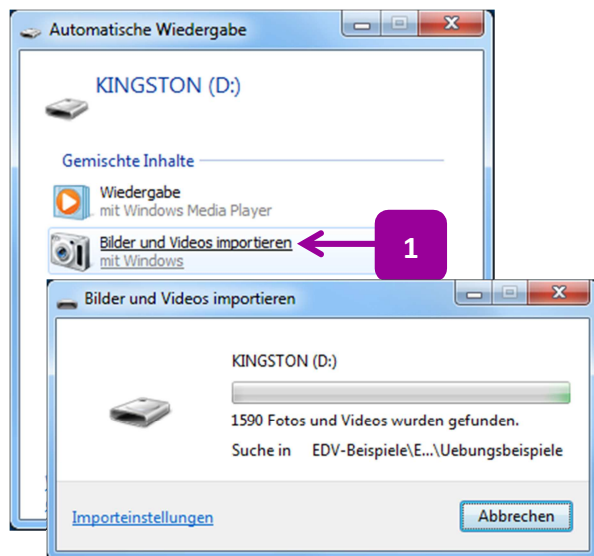 Automatische Wiedergabe
KINGSTON (D:)
Gemischte Inhalte
Wiedergabe
mit Windows Media Player
Bilder und Videos importieren
mit Windows
1
Bilder und Videos importieren
KINGSTON (D:)
1590 Fotos und Videos wurden gefunden.
Suche in EDV-Beispiele\E...\Uebungsbeispiele
Importeinstellungen
Abbrechen